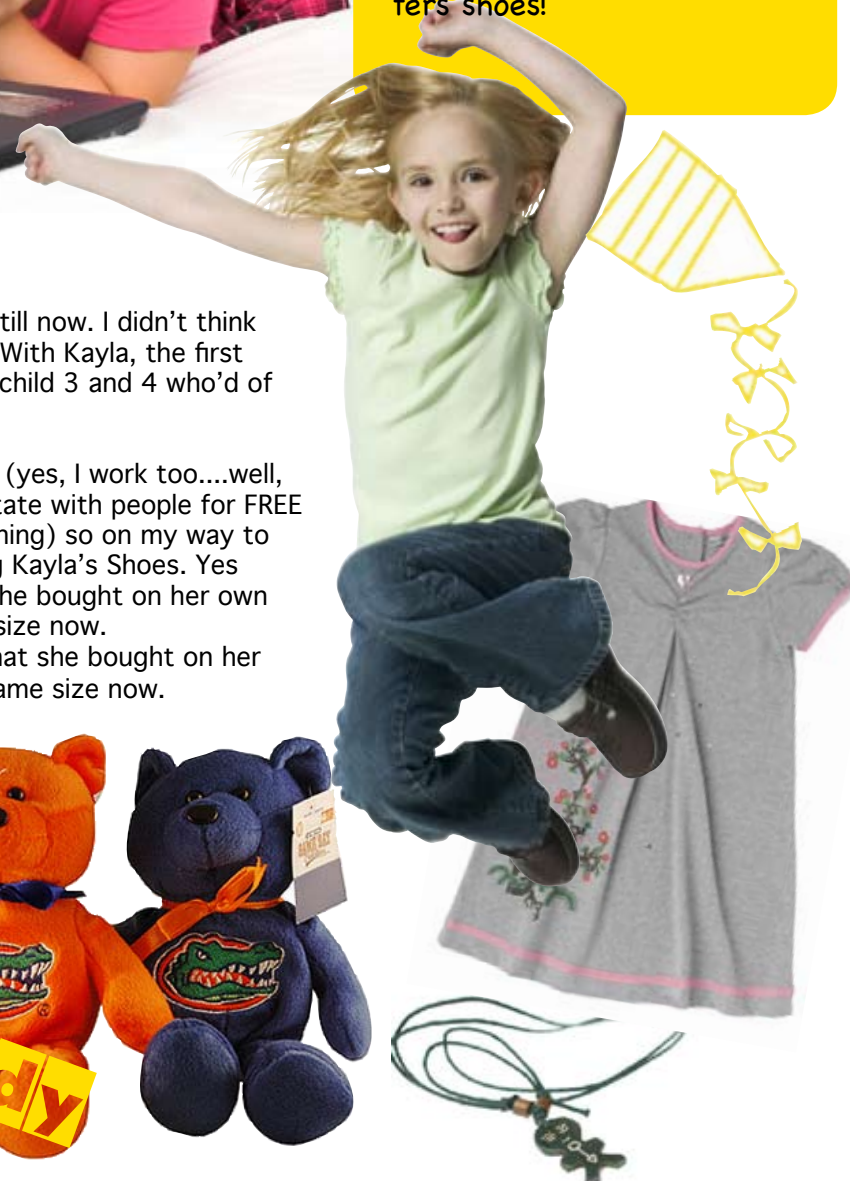 ters shoes!
till now. I didn’t think
With Kayla, the first
child 3 and 4 who’d of
(yes, I work too....well,
tate with people for FREE
ning) so on my way to
g Kayla’s Shoes. Yes
he bought on her own
size now.
hat she bought on her
ame size now.
dy